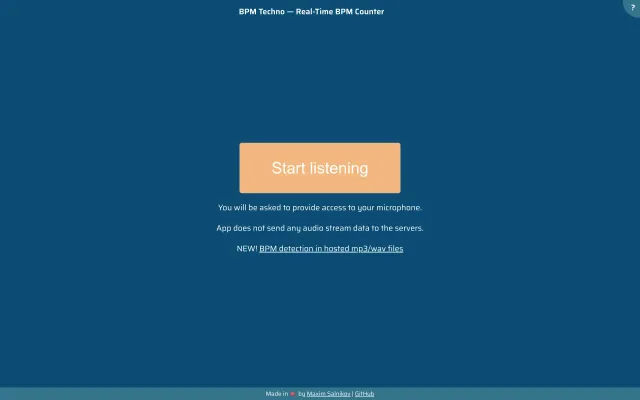 BPM Techno — Real-Time BPM Counter
?
Start listening
You will be asked to provide access to your microphone.
App does not send any audio stream data to the servers.
NEW! BPM detection in hosted mp3/wav files
Made in ❤️ by Maxim Salnikov | GitHub